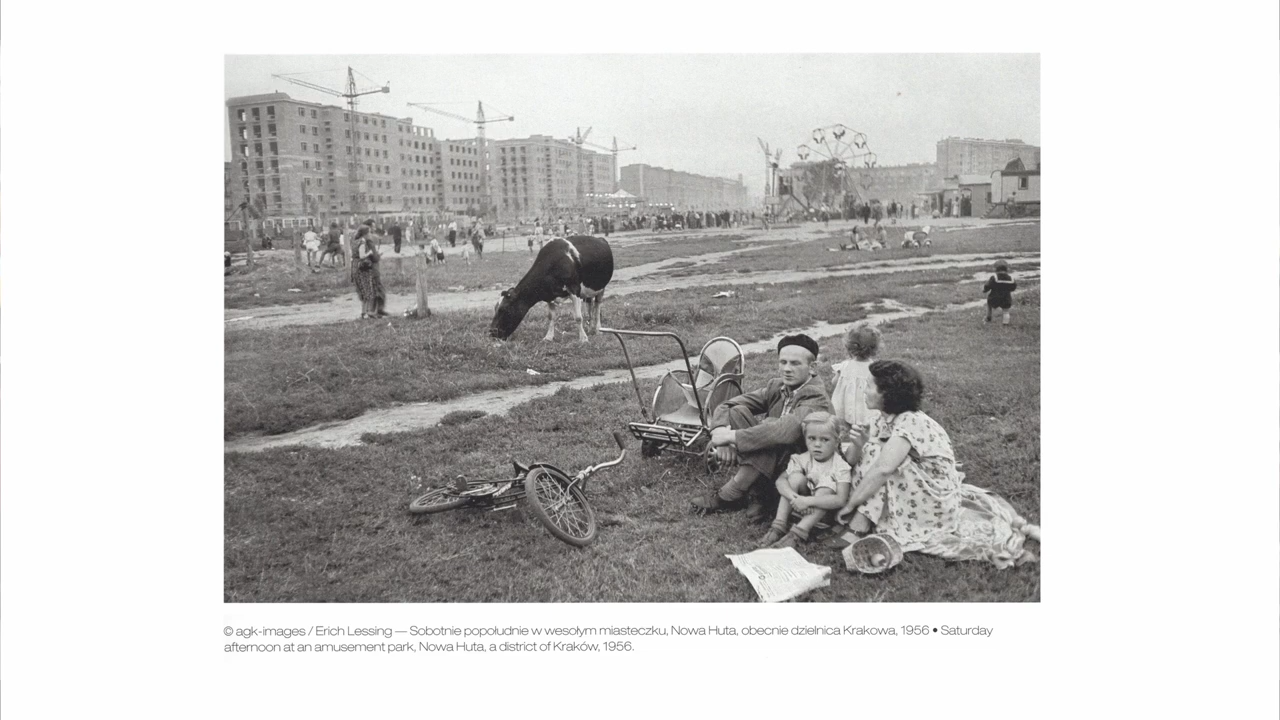 © agk-images / Erich Lessing — Sobotnie popołudnie w wesołym miasteczku, Nowa Huta, obecnie dzielnica Krakowa, 1956 • Saturday
afternoon at an amusement park, Nowa Huta, a district of Kraków, 1956.